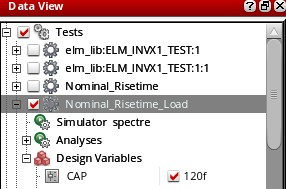 Data View
Tests
elm_lib:ELM_INVX1_TEST:1
elm_lib:ELM_INVX1_TEST:1:1
Nominal_Risetime
Nominal_Risetime_Load
Simulator spectre
Analyses
Design Variables
CAP 120f